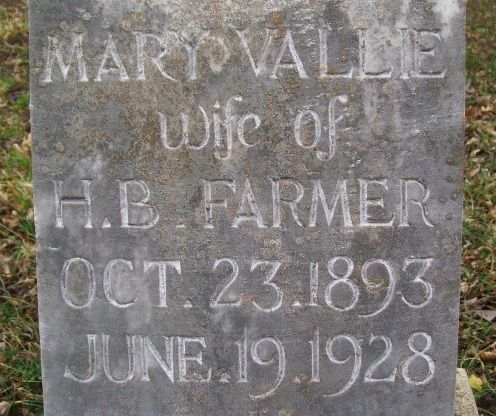 MARY VALLIE
wife of
H.B. FARMER
OCT. 23. 1893
JUNE. 19. 1928